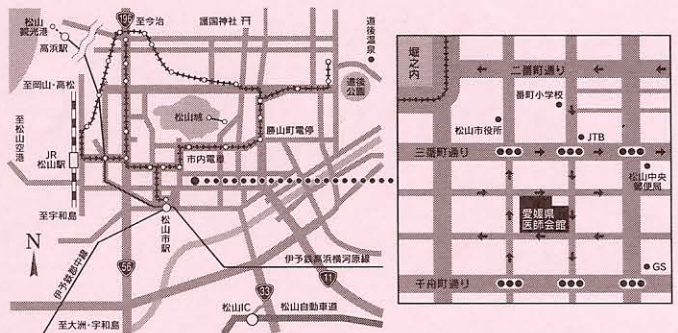 松山
観光港
高浜駅
196
至今治
護国神社
道後温泉
道後
公園
至岡山・高松
松山城
勝山町電停
至松山空港
JR
松山駅
市内電車
至宇和島
松山市駅
N
伊予鉄郡中線
伊予鉄高浜横河原線
56
33
11
松山IC
松山自動車道
至大洲・宇和島
堀之内
二番町通り
番町小学校
松山市役所
JTB
三番町通り
松山中央
郵便局
愛媛県
医師会館
GS
千舟町通り